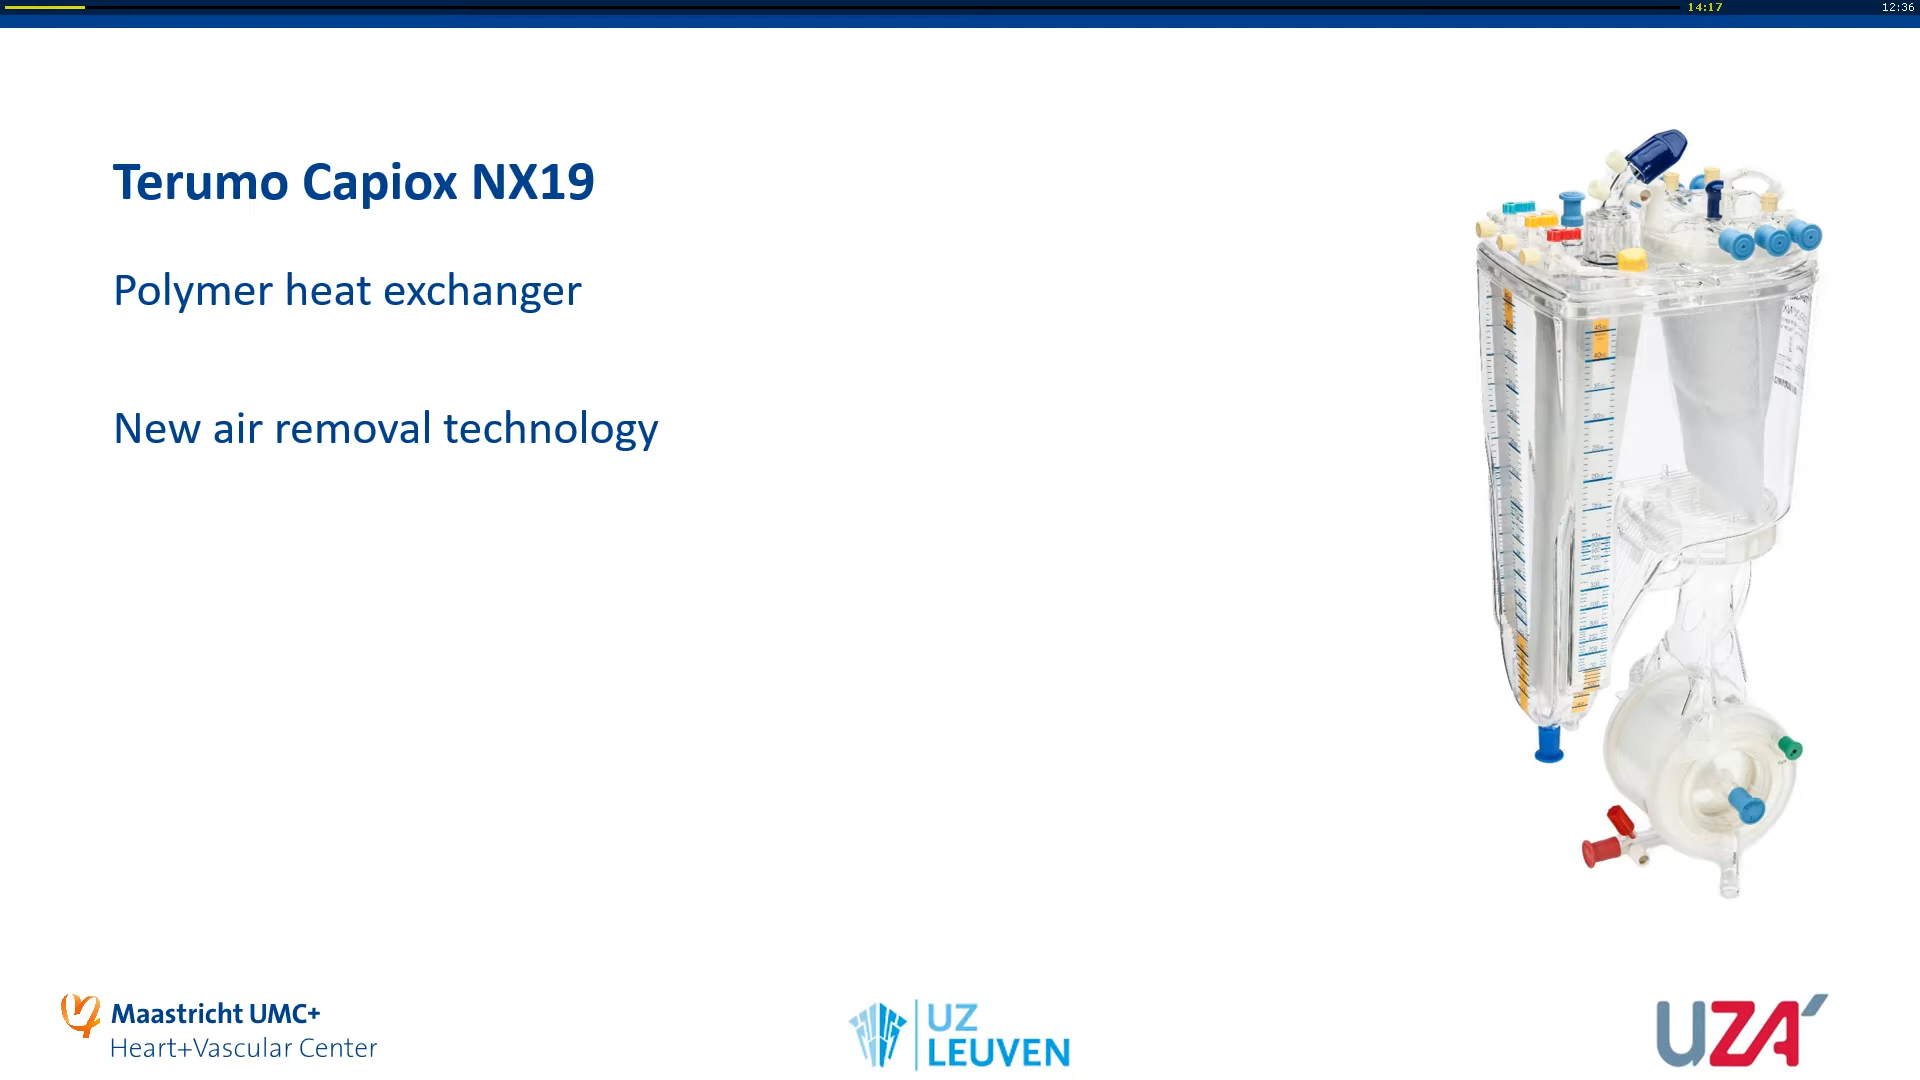 14:17
12:36
Terumo Capiox NX19
Polymer heat exchanger
New air removal technology
Maastricht UMC+
Heart+Vascular Center
UZ
LEUVEN
UZA